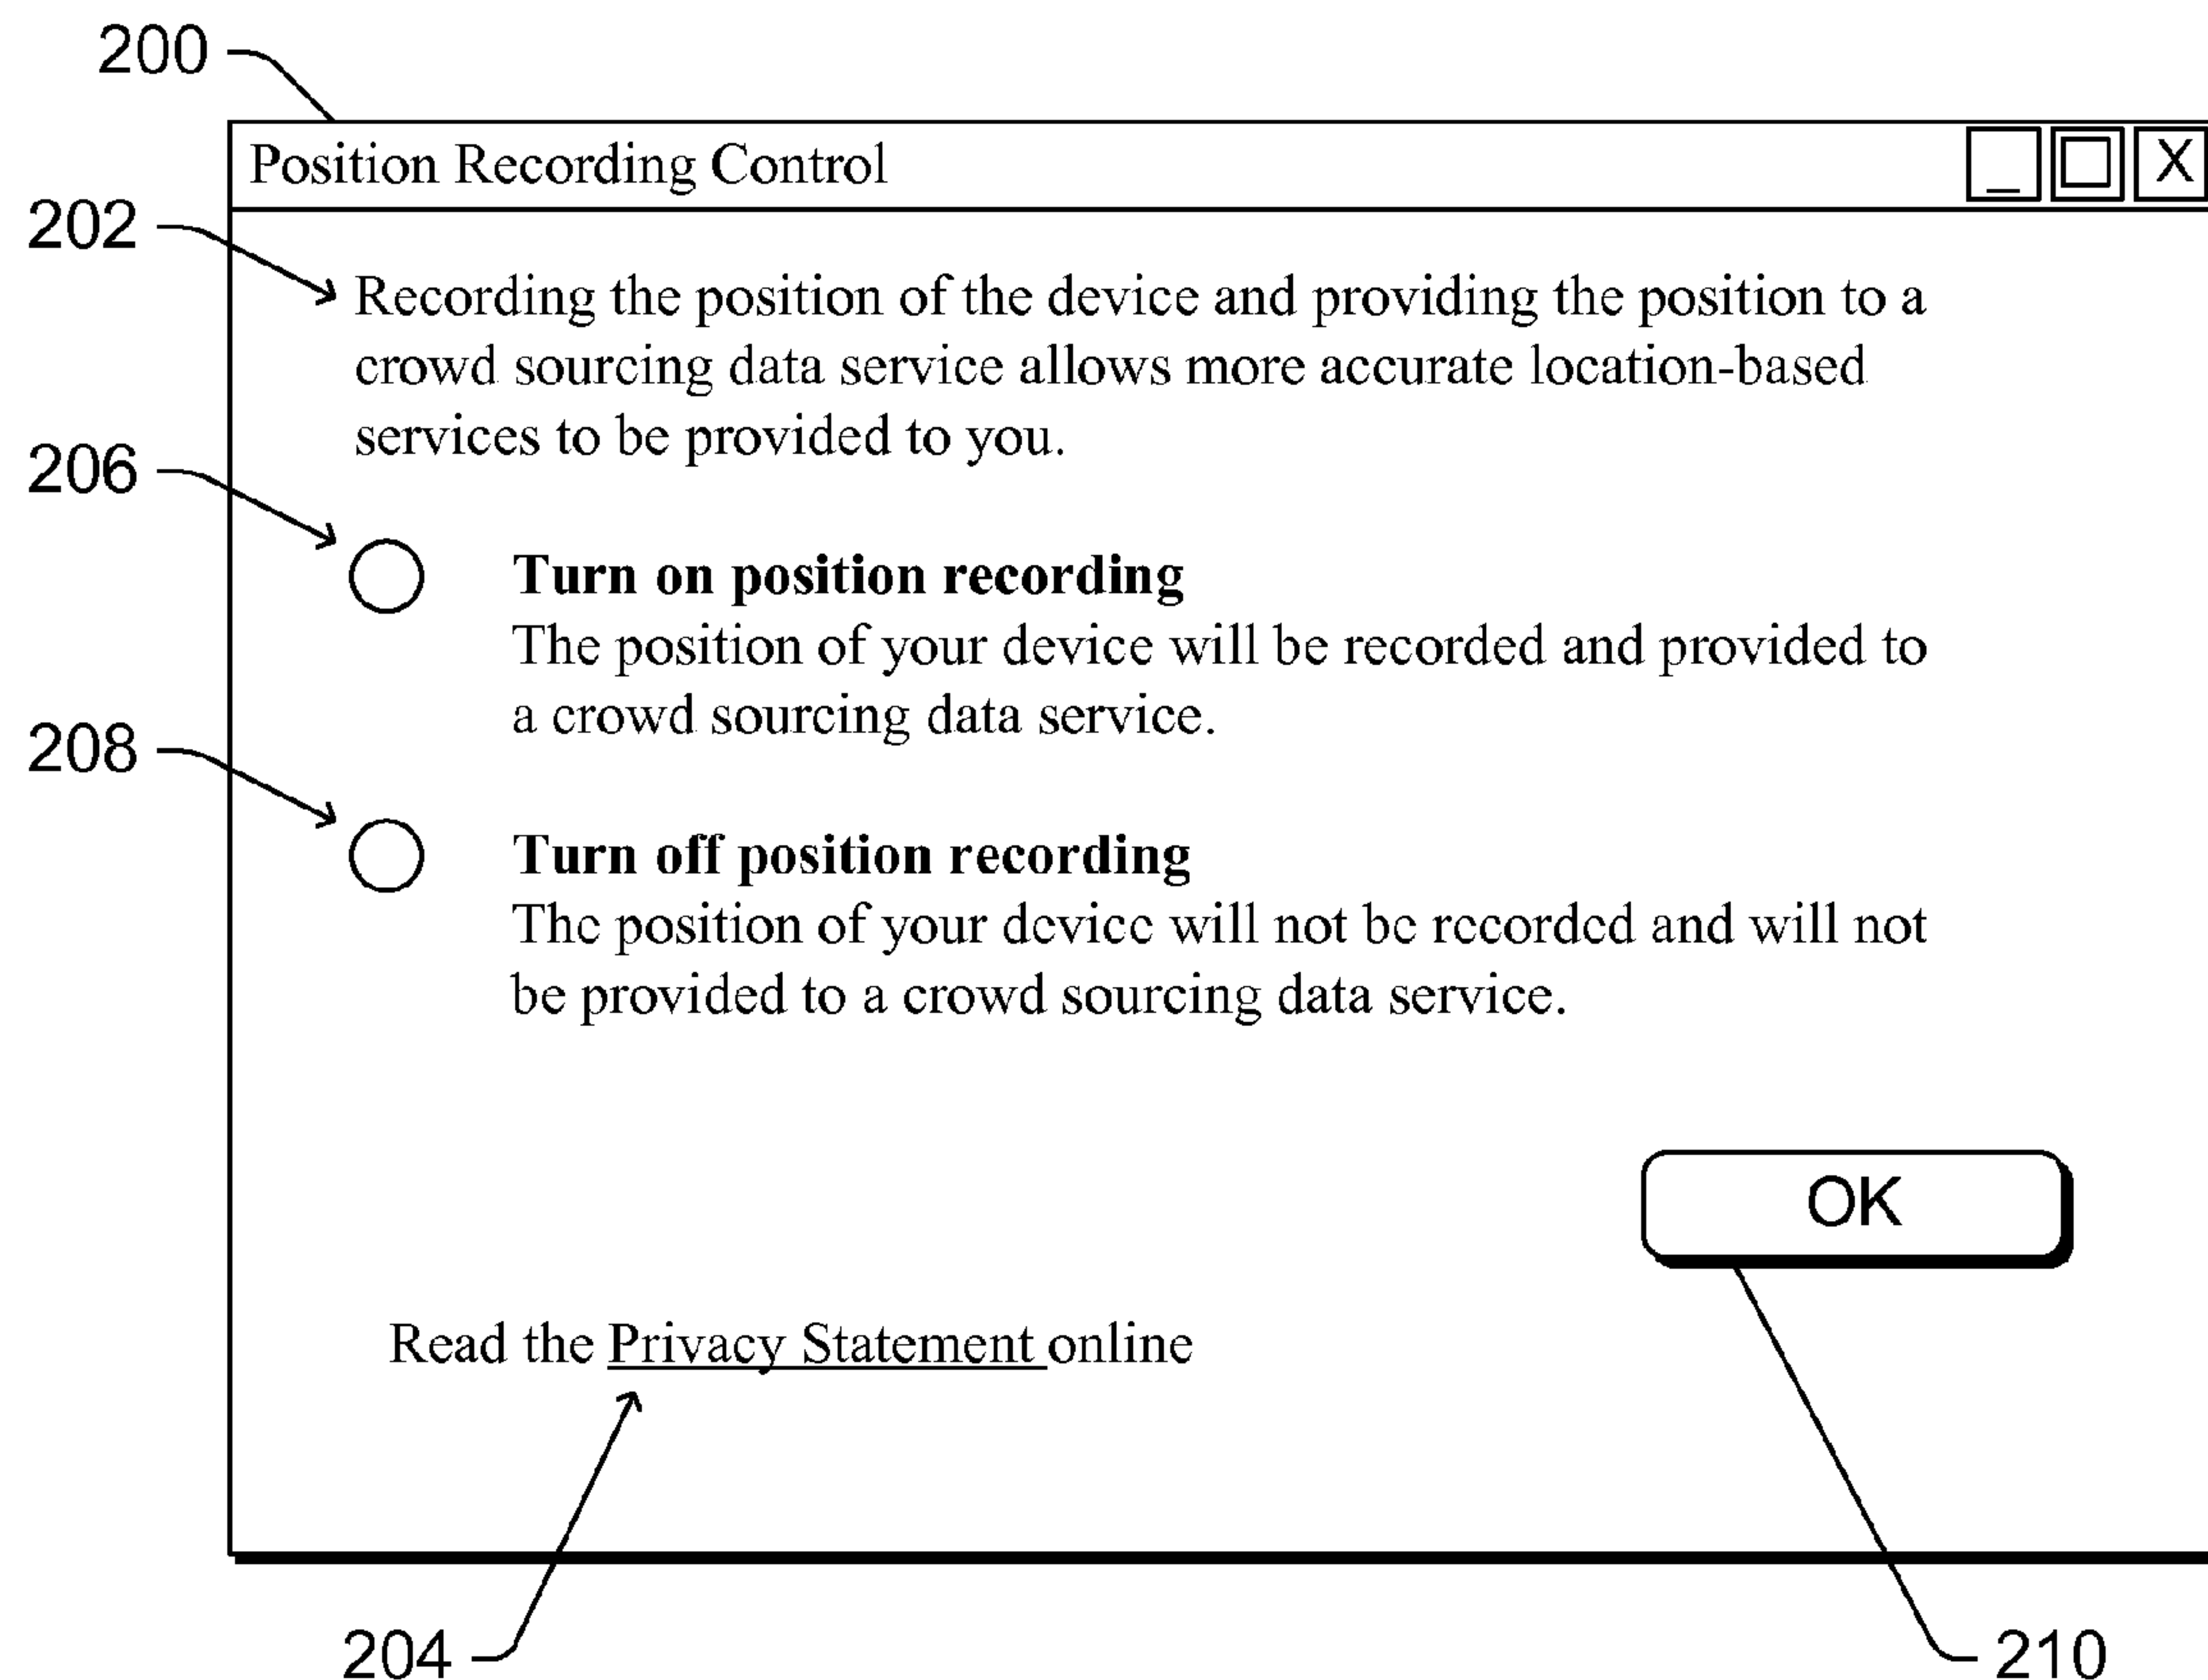 200
Position Recording Control _ X
202
Recording the position of the device and providing the position to a
crowd sourcing data service allows more accurate location-based
services to be provided to you.
206
Turn on position recording
The position of your device will be recorded and provided to
a crowd sourcing data service.
208
Turn off position recording
The position of your device will not be recorded and will not
be provided to a crowd sourcing data service.
OK
Read the Privacy Statement online
204
210